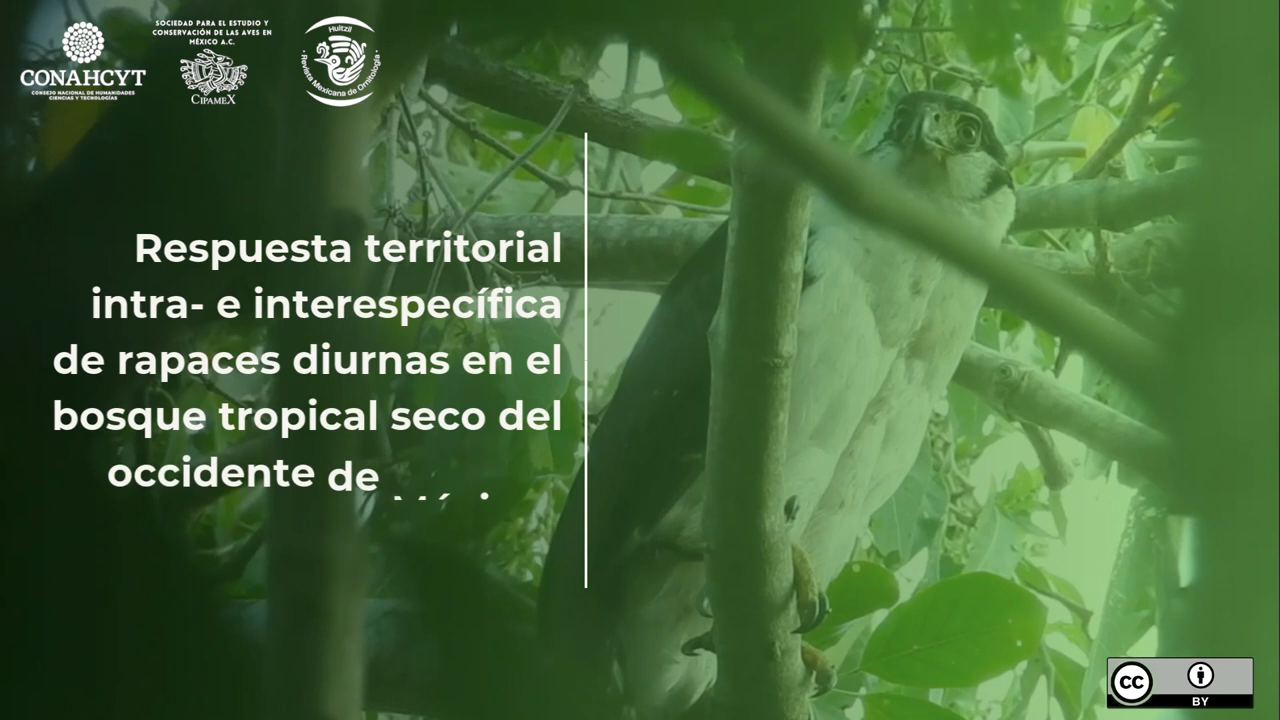 CONAHCYT
CONSEJO NACIONAL DE HUMANIDADES
CIENCIAS Y TECNOLOGÍAS
SOCIEDAD PARA EL ESTUDIO Y
CONSERVACIÓN DE LAS AVES EN
MÉXICO A.C.
CIPAMEX
Huitzil
Revista Mexicana de Ornitología
Respuesta territorial
intra- e interespecífica
de rapaces diurnas en el
bosque tropical seco del
occidente de
cc
BY